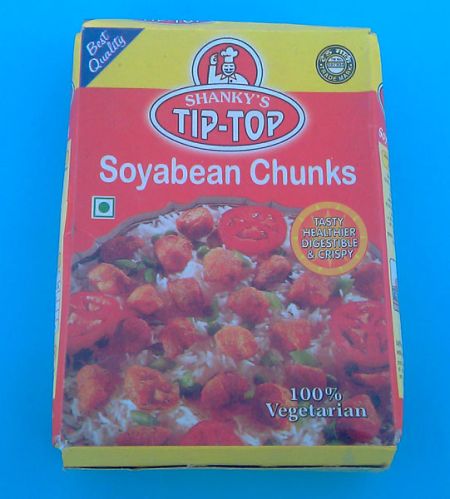 Best
Quality
SHANKY'S
TIP-TOP
Soyabean Chunks
TASTY
HEALTHIER
DIGESTIBLE
& CRISPY
100%
Vegetarian